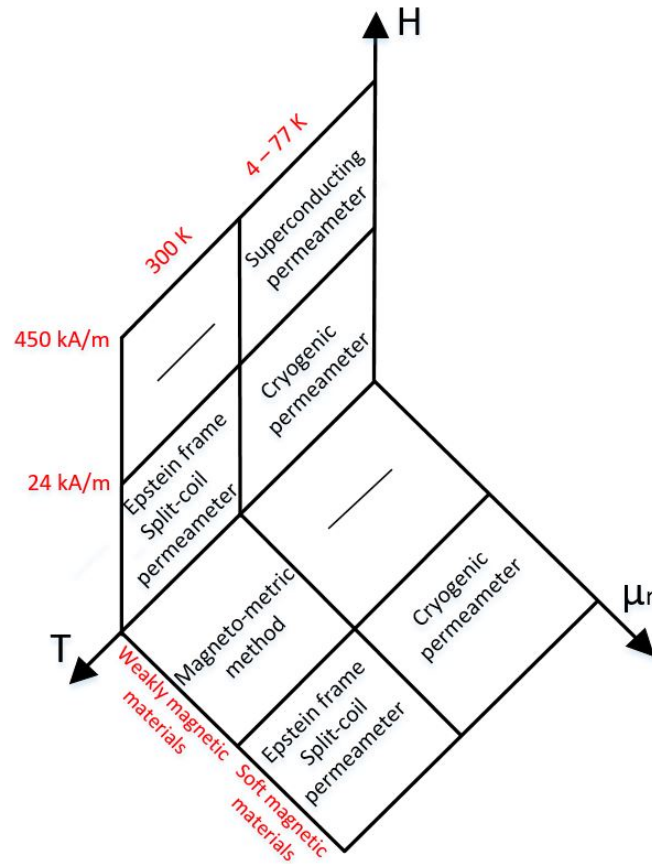 H
4 – 77 K
Superconducting
permeameter
300 K
450 kA/m
Cryogenic
permeameter
24 kA/m
Epstein frame
Split-coil
permeameter
Cryogenic
permeameter
μr
T
Magneto-metric
method
Weakly magnetic
materials
Epstein frame
Split-coil
permeameter
Soft magnetic
materials